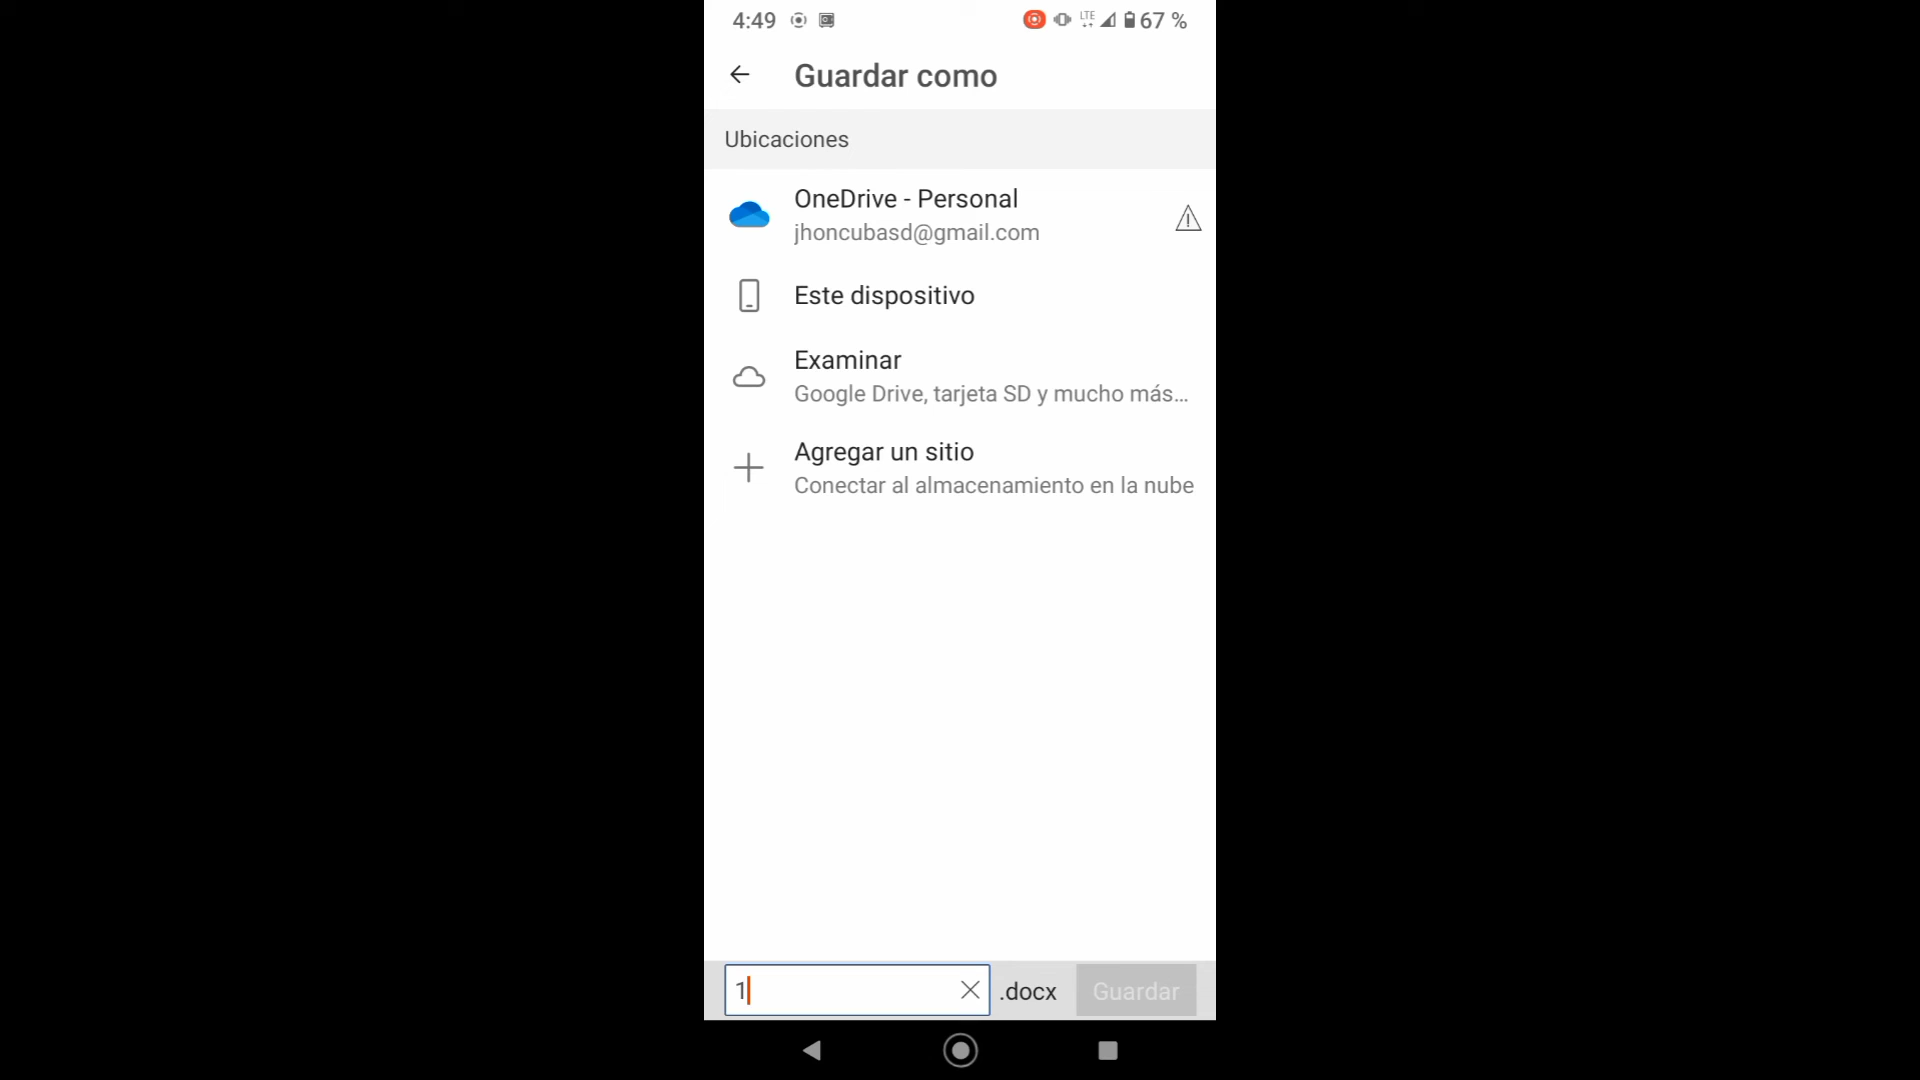 4:49 LTE 67 %
Guardar como
Ubicaciones
OneDrive - Personal
jhoncubasd@gmail.com
Este dispositivo
Examinar
Google Drive, tarjeta SD y mucho más...
Agregar un sitio
Conectar al almacenamiento en la nube
1 .docx Guardar